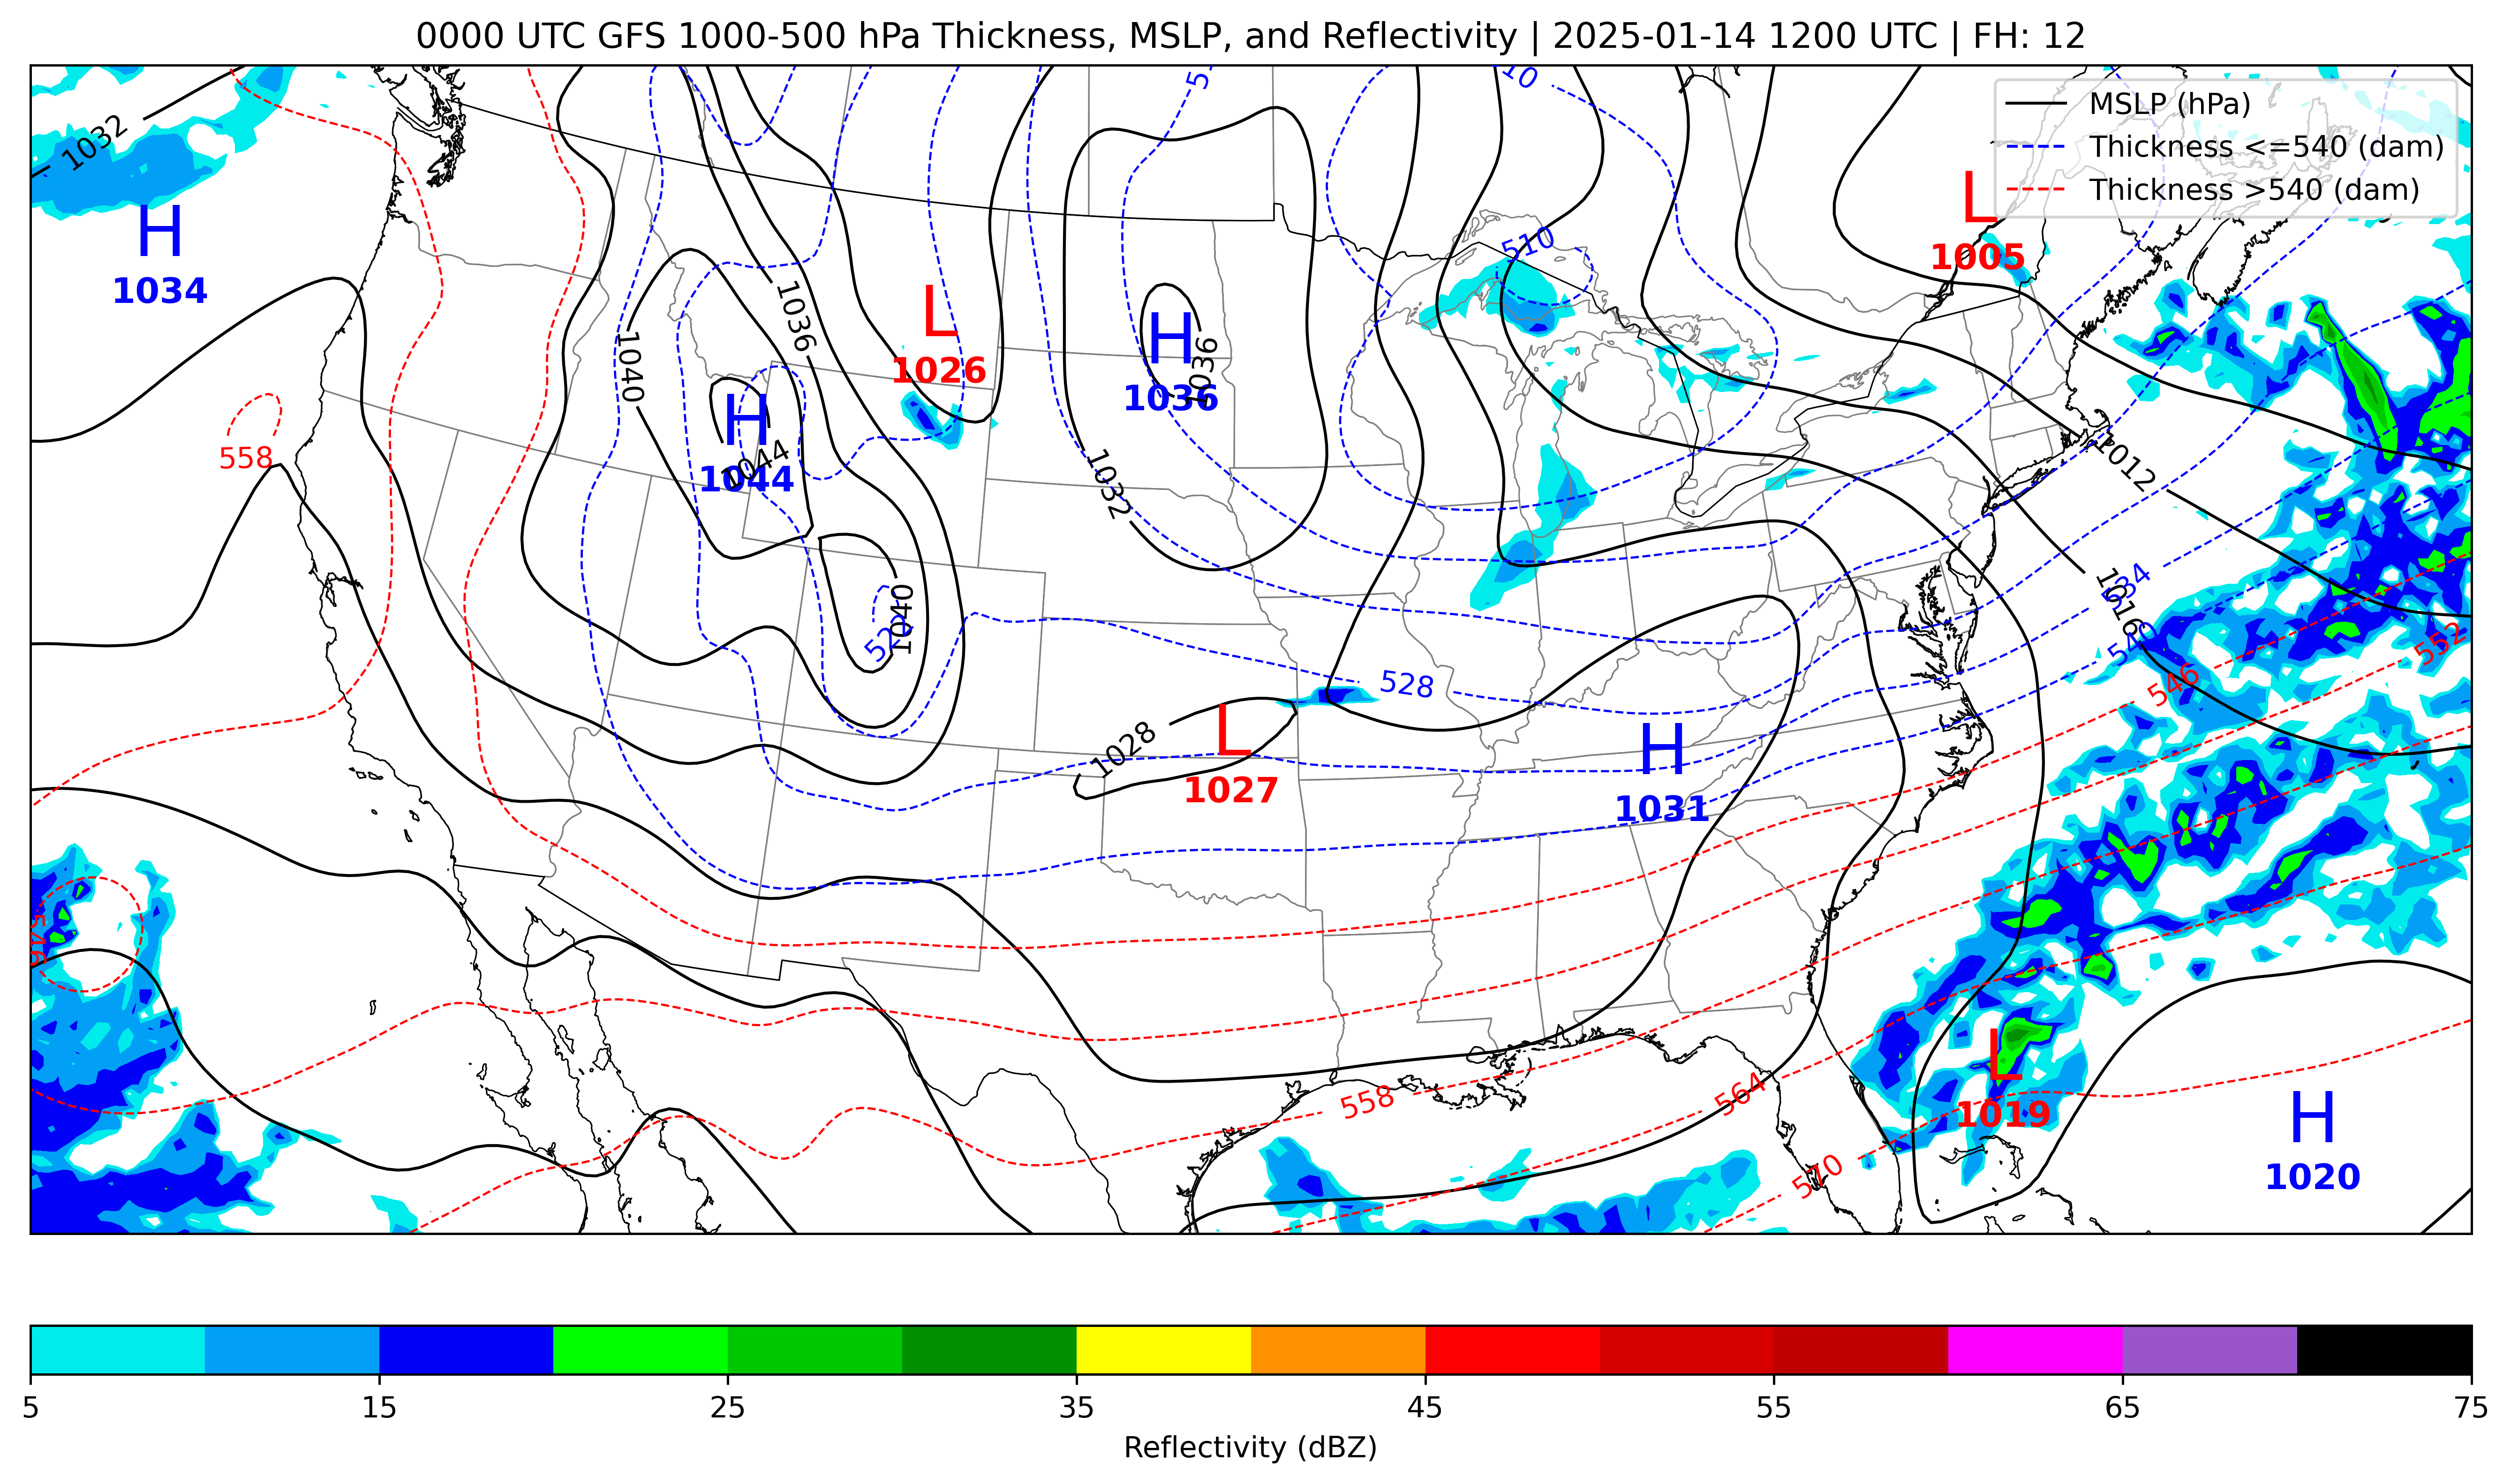 0000 UTC GFS 1000-500 hPa Thickness, MSLP, and Reflectivity | 2025-01-14 1200 UTC | FH: 12
MSLP (hPa)
Thickness <=540 (dam)
Thickness >540 (dam)
5
10
1032
510
L
1005
H
1034
1036
L
1026
H
1036
1036
1040
H
1044
1044
558
1032
1012
1040
522
534
1016
540
552
546
528
L
1027
1028
H
1031
546
L
1019
558
564
570
H
1020
5
15
25
35
45
55
65
75
Reflectivity (dBZ)